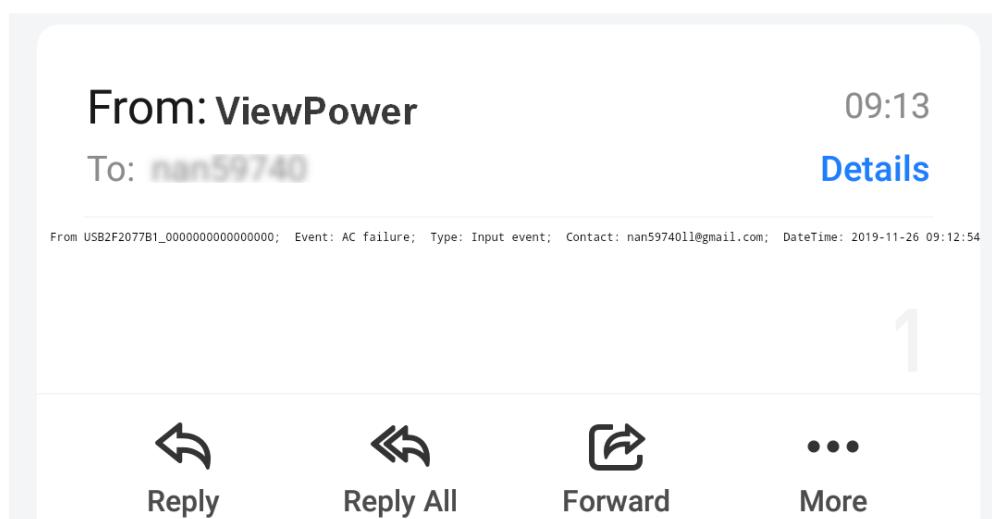 From: ViewPower 09:13
To: nan59740 Details
From USB2F2077B1_0000000000000000; Event: AC failure; Type: Input event; Contact: nan59740ll@gmail.com; DateTime: 2019-11-26 09:12:54
1
Reply Reply All Forward More